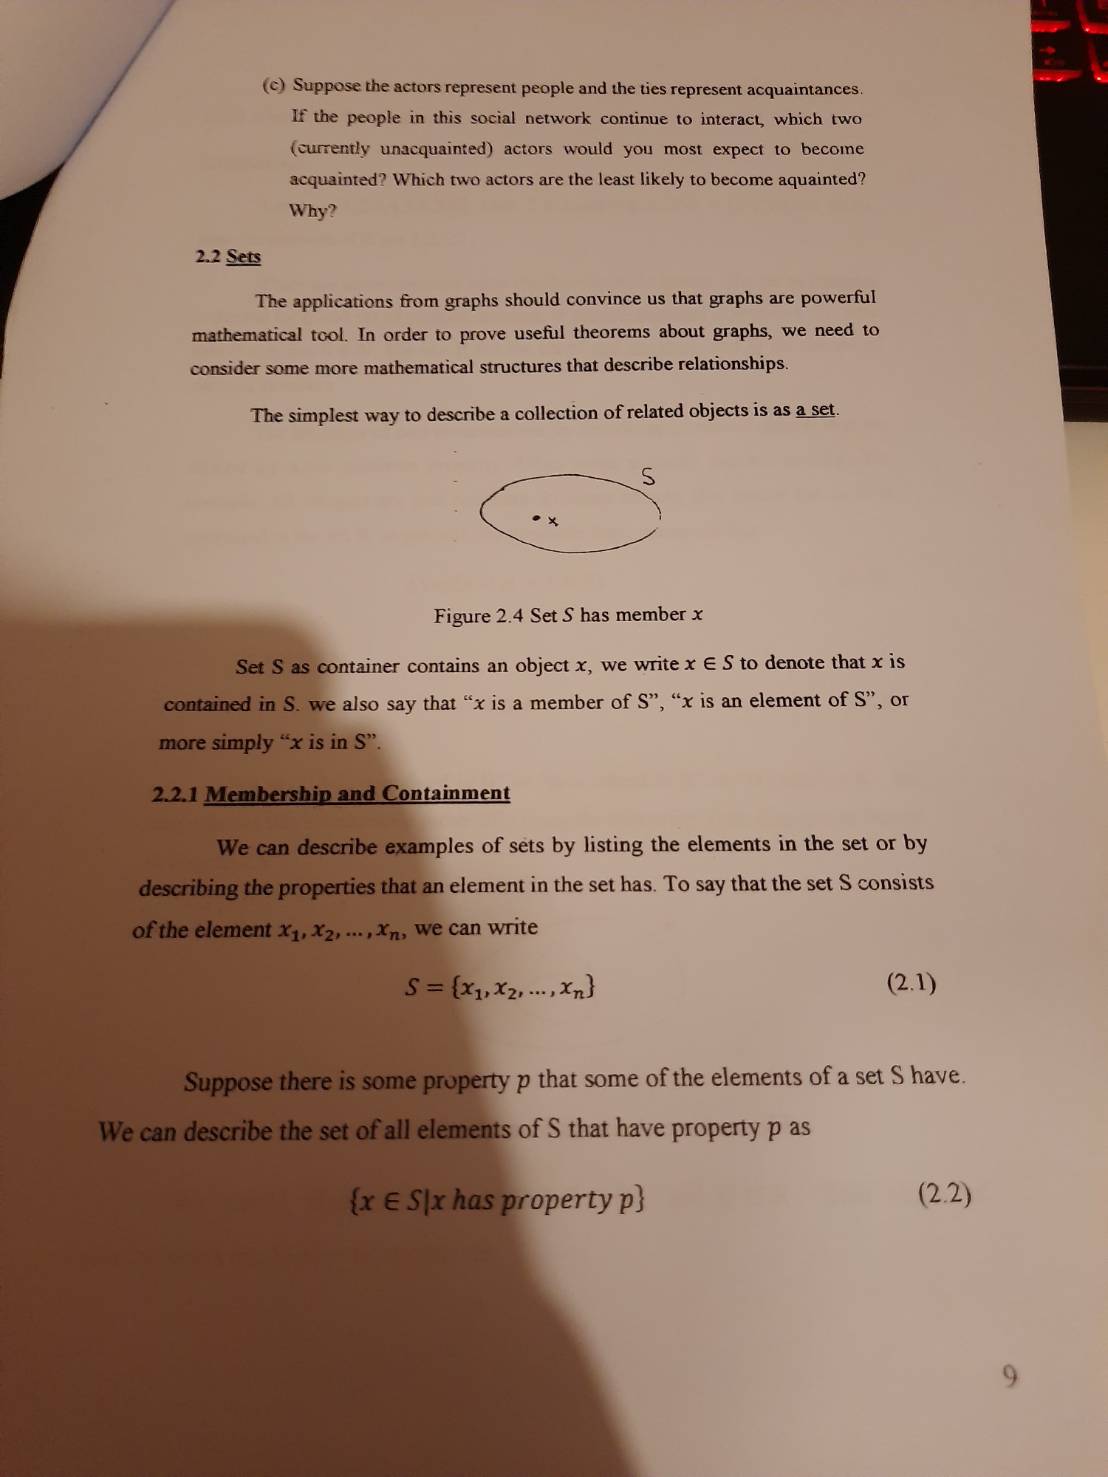 (c) Suppose the actors represent people and the ties represent acquaintances.
If the people in this social network continue to interact, which two
(currently unacquainted) actors would you most expect to become
acquainted? Which two actors are the least likely to become aquainted?
Why?
2.2 Sets
The applications from graphs should convince us that graphs are powerful
mathematical tool. In order to prove useful theorems about graphs, we need to
consider some more mathematical structures that describe relationships.
The simplest way to describe a collection of related objects is as a set.
S
x
Figure 2.4 Set S has member x
Set S as container contains an object x, we write x ∈ S to denote that x is
contained in S. we also say that “x is a member of S”, “x is an element of S”, or
more simply “x is in S”.
2.2.1 Membership and Containment
We can describe examples of sets by listing the elements in the set or by
describing the properties that an element in the set has. To say that the set S consists
of the element x₁, x₂, ..., xₙ, we can write
S = {x₁, x₂, ..., xₙ} (2.1)
Suppose there is some property p that some of the elements of a set S have.
We can describe the set of all elements of S that have property p as
{x ∈ S|x has property p} (2.2)
9